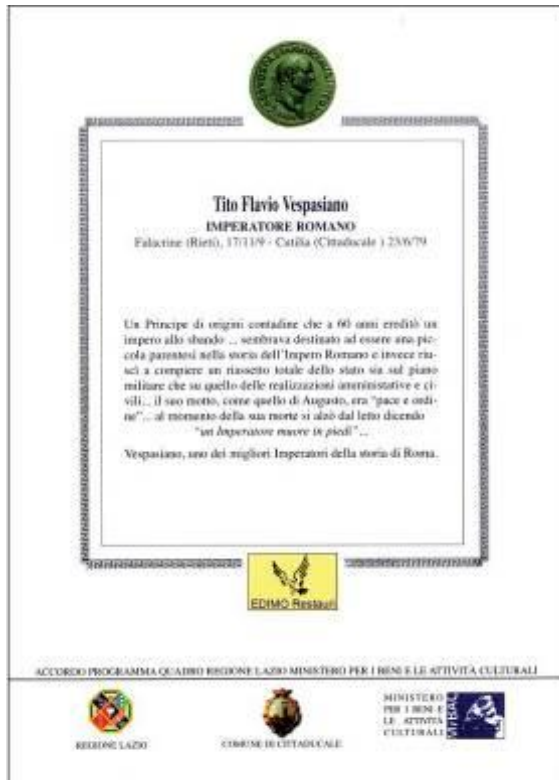 Tito Flavio Vespasiano
IMPERATORE ROMANO
Falacrine (Rieti), 17/11/9 - Cutilia (Cittaducale ) 23/6/79
Un Principe di origini contadine che a 60 anni ereditò un
impero allo sbando ... sembrava destinato ad essere una pic-
cola parentesi nella storia dell'Impero Romano e invece riu-
scì a compiere un riassetto totale dello stato sia sul piano
militare che su quello delle realizzazioni amministrative e ci-
vili... il suo motto, come quello di Augusto, era "pace e ordi-
ne"... al momento della sua morte si alzò dal letto dicendo
"un Imperatore muore in piedi"...
Vespasiano, uno dei migliori Imperatori della storia di Roma.
EDIMO Restauri
ACCORDO PROGRAMMA QUADRO REGIONE LAZIO MINISTERO PER I BENI E LE ATTIVITÀ CULTURALI
REGIONE LAZIO
COMUNE DI CITTADUCALE
MINISTERO
PER I BENI E
LE ATTIVITÀ
CULTURALI
MiBAC